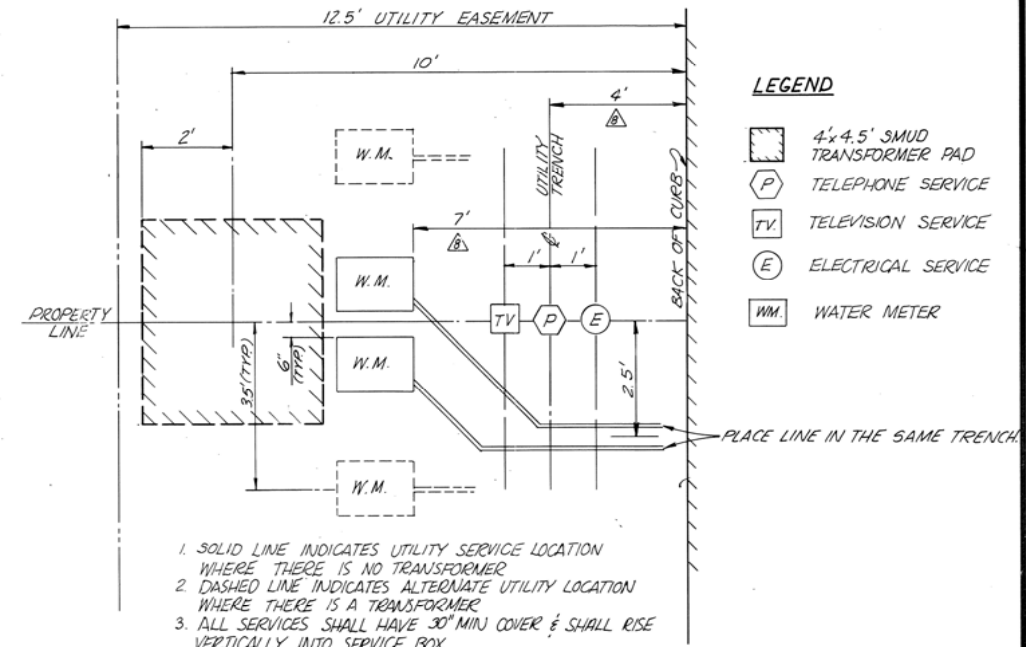 12.5' UTILITY EASEMENT
10'
4'
8
2'
W.M.
UTILITY
TRENCH
BACK OF CURB
7'
8
1'
1'
W.M.
PROPERTY
LINE
TV
P
E
6"
(TYP.)
3.5' (TYP.)
W.M.
2.5'
PLACE LINE IN THE SAME TRENCH.
W.M.
LEGEND
4'x4.5' SMUD
TRANSFORMER PAD
P TELEPHONE SERVICE
TV. TELEVISION SERVICE
E ELECTRICAL SERVICE
WM. WATER METER
1. SOLID LINE INDICATES UTILITY SERVICE LOCATION
WHERE THERE IS NO TRANSFORMER
2. DASHED LINE INDICATES ALTERNATE UTILITY LOCATION
WHERE THERE IS A TRANSFORMER
3. ALL SERVICES SHALL HAVE 30" MIN COVER & SHALL RISE
VERTICALLY INTO SERVICE BOX